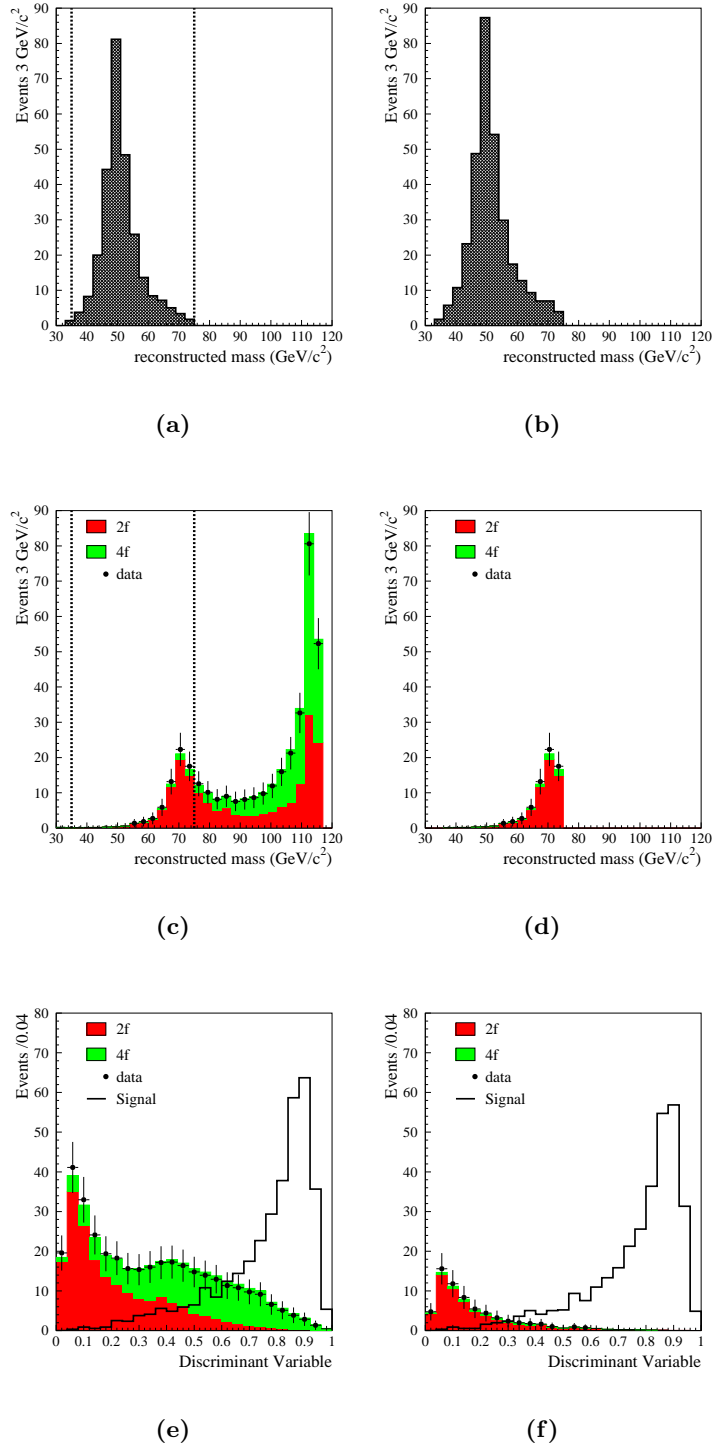 Events 3 GeV/c²
90
80
70
60
50
40
30
20
10
0
30 40 50 60 70 80 90 100 110 120
reconstructed mass (GeV/c²)
(a)
Events 3 GeV/c²
90
80
70
60
50
40
30
20
10
0
30 40 50 60 70 80 90 100 110 120
reconstructed mass (GeV/c²)
(b)
Events 3 GeV/c²
90
80
70
60
50
40
30
20
10
0
2f
4f
data
30 40 50 60 70 80 90 100 110 120
reconstructed mass (GeV/c²)
(c)
Events 3 GeV/c²
90
80
70
60
50
40
30
20
10
0
2f
4f
data
30 40 50 60 70 80 90 100 110 120
reconstructed mass (GeV/c²)
(d)
Events /0.04
80
70
60
50
40
30
20
10
0
2f
4f
data
Signal
0 0.1 0.2 0.3 0.4 0.5 0.6 0.7 0.8 0.9 1
Discriminant Variable
(e)
Events /0.04
80
70
60
50
40
30
20
10
0
2f
4f
data
Signal
0 0.1 0.2 0.3 0.4 0.5 0.6 0.7 0.8 0.9 1
Discriminant Variable
(f)